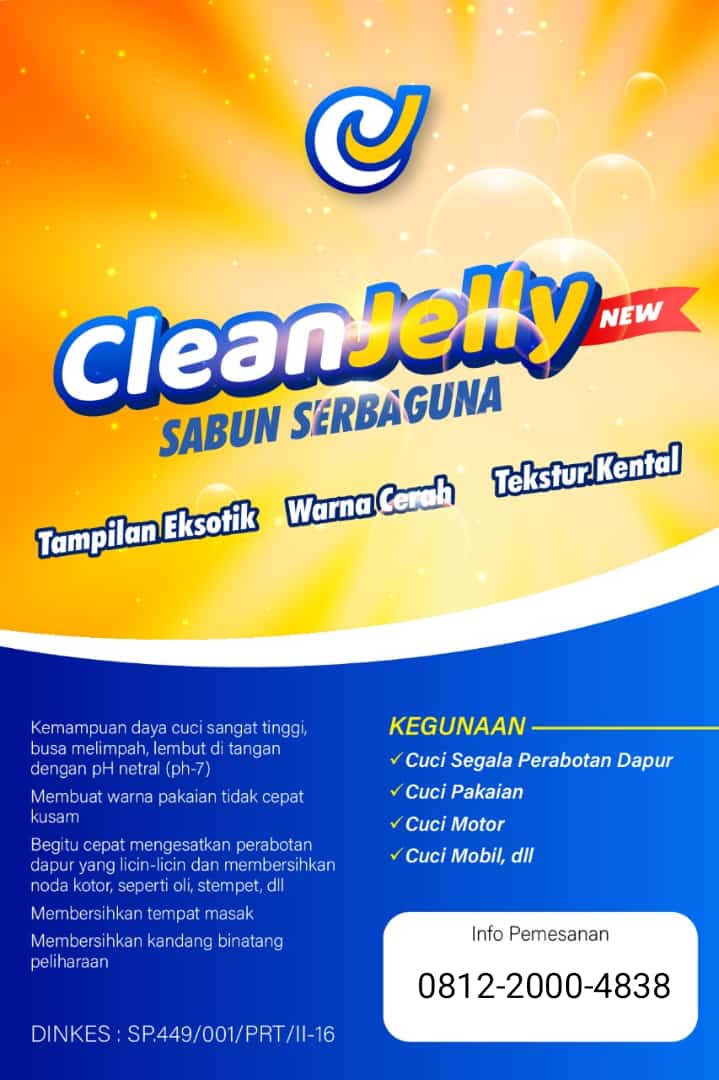 CleanJelly NEW
SABUN SERBAGUNA
Tampilan Eksotik Warna Cerah Tekstur Kental
Kemampuan daya cuci sangat tinggi,
busa melimpah, lembut di tangan
dengan pH netral (ph-7)
Membuat warna pakaian tidak cepat
kusam
Begitu cepat mengesatkan perabotan
dapur yang licin-licin dan membersihkan
noda kotor, seperti oli, stempet, dll
Membersihkan tempat masak
Membersihkan kandang binatang
peliharaan
DINKES : SP.449/001/PRT/II-16
KEGUNAAN
✓Cuci Segala Perabotan Dapur
✓Cuci Pakaian
✓Cuci Motor
✓Cuci Mobil, dll
Info Pemesanan
0812-2000-4838